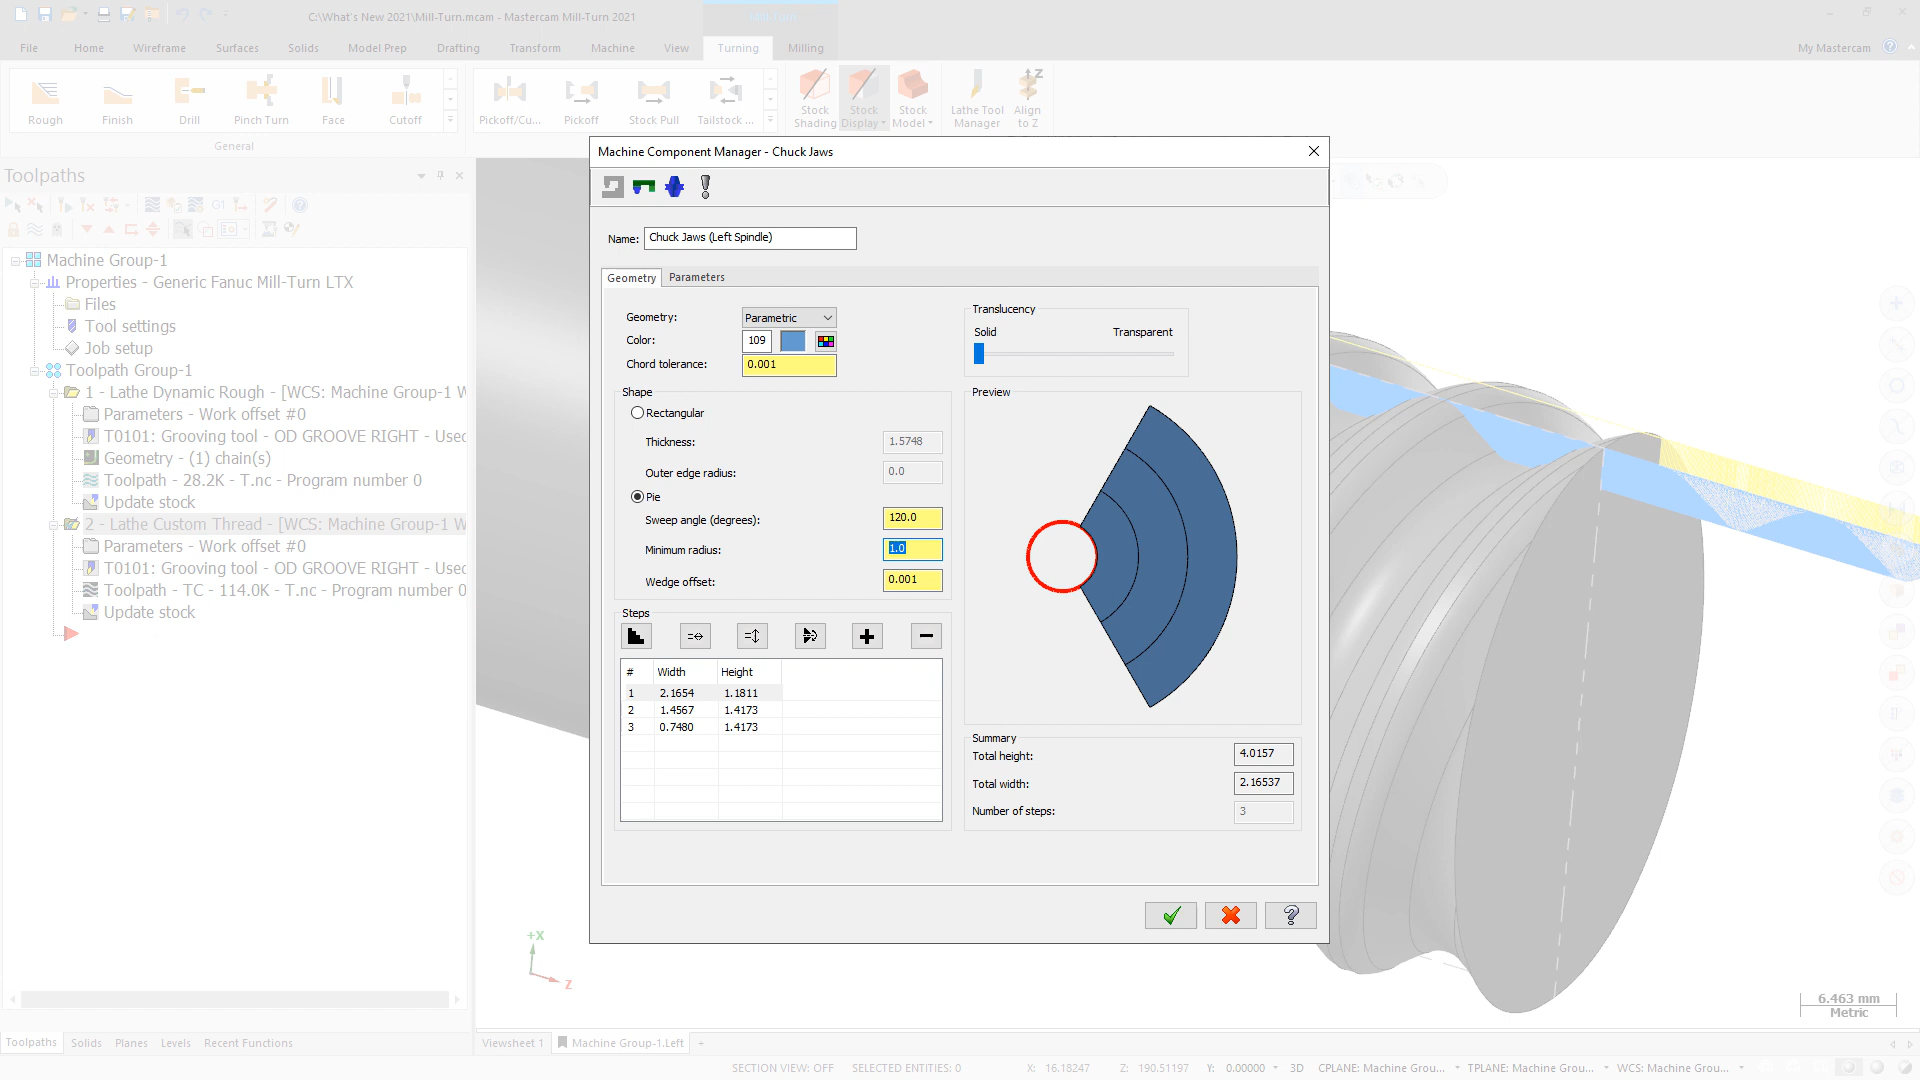 C:\What's New 2021\Mill-Turn.mcam - Mastercam Mill-Turn 2021
Mill-Turn
File Home Wireframe Surfaces Solids Model Prep Drafting Transform Machine View Turning Milling My Mastercam
Rough Finish Drill Pinch Turn Face Cutoff Pickoff/Cu... Pickoff Stock Pull Tailstock ... Stock Shading Stock Display Stock Model Lathe Tool Manager Align to Z
General
Toolpaths
Machine Group-1
Properties - Generic Fanuc Mill-Turn LTX
Files
Tool settings
Job setup
Toolpath Group-1
1 - Lathe Dynamic Rough - [WCS: Machine Group-1 W
Parameters - Work offset #0
T0101: Grooving tool - OD GROOVE RIGHT - Used
Geometry - (1) chain(s)
Toolpath - 28.2K - T.nc - Program number 0
Update stock
2 - Lathe Custom Thread - [WCS: Machine Group-1 W
Parameters - Work offset #0
T0101: Grooving tool - OD GROOVE RIGHT - Used
Toolpath - TC - 114.0K - T.nc - Program number 0
Update stock
Machine Component Manager - Chuck Jaws
Name: Chuck Jaws (Left Spindle)
Geometry Parameters
Geometry: Parametric
Color: 109
Chord tolerance: 0.001
Translucency
Solid Transparent
Shape
Rectangular
Thickness: 1.5748
Outer edge radius: 0.0
Pie
Sweep angle (degrees): 120.0
Minimum radius: 1.0
Wedge offset: 0.001
Preview
Steps
# Width Height
1 2.1654 1.1811
2 1.4567 1.4173
3 0.7480 1.4173
Summary
Total height: 4.0157
Total width: 2.16537
Number of steps: 3
+X
Z
6.463 mm
Metric
Toolpaths Solids Planes Levels Recent Functions
Viewsheet 1 Machine Group-1.Left +
SECTION VIEW: OFF SELECTED ENTITIES: 0 X: 16.18247 Z: 190.51197 Y: 0.00000 3D CPLANE: Machine Grou... TPLANE: Machine Grou... WCS: Machine Grou...